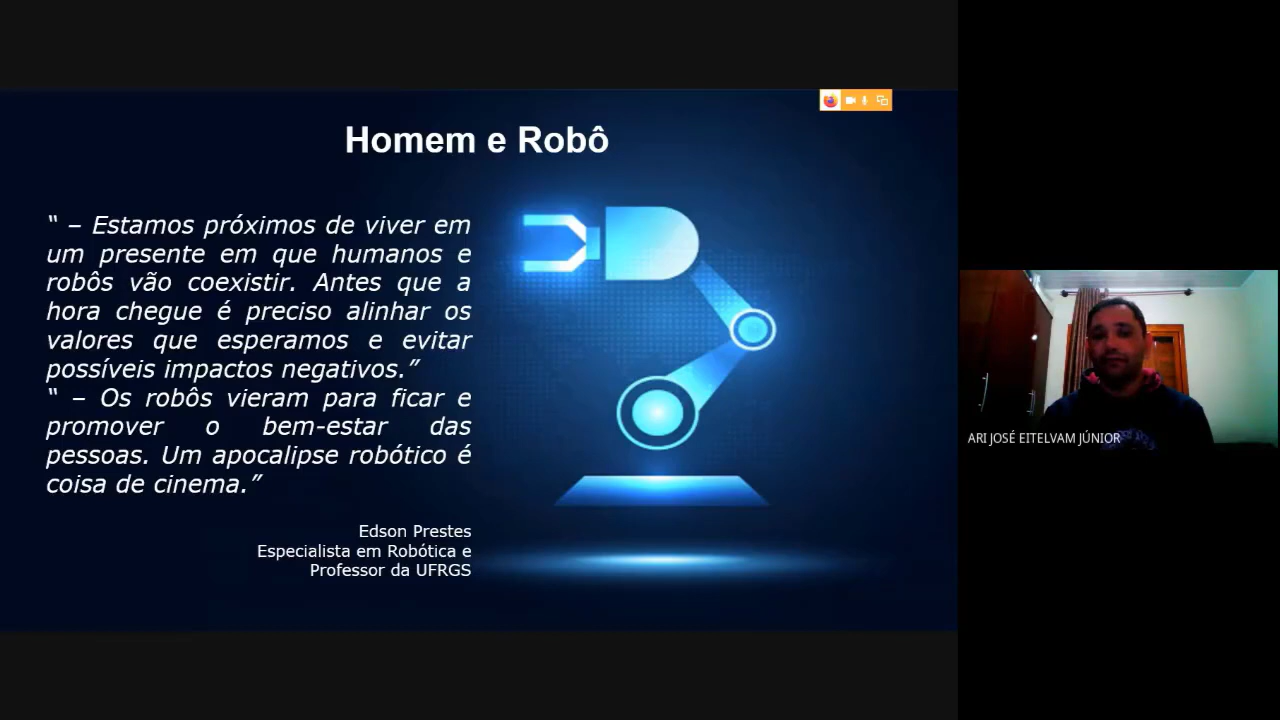 Homem e Robô
“ – Estamos próximos de viver em
um presente em que humanos e
robôs vão coexistir. Antes que a
hora chegue é preciso alinhar os
valores que esperamos e evitar
possíveis impactos negativos.”
“ – Os robôs vieram para ficar e
promover o bem-estar das
pessoas. Um apocalipse robótico é
coisa de cinema.”
Edson Prestes
Especialista em Robótica e
Professor da UFRGS
ARI JOSÉ EITELVAM JÚNIOR